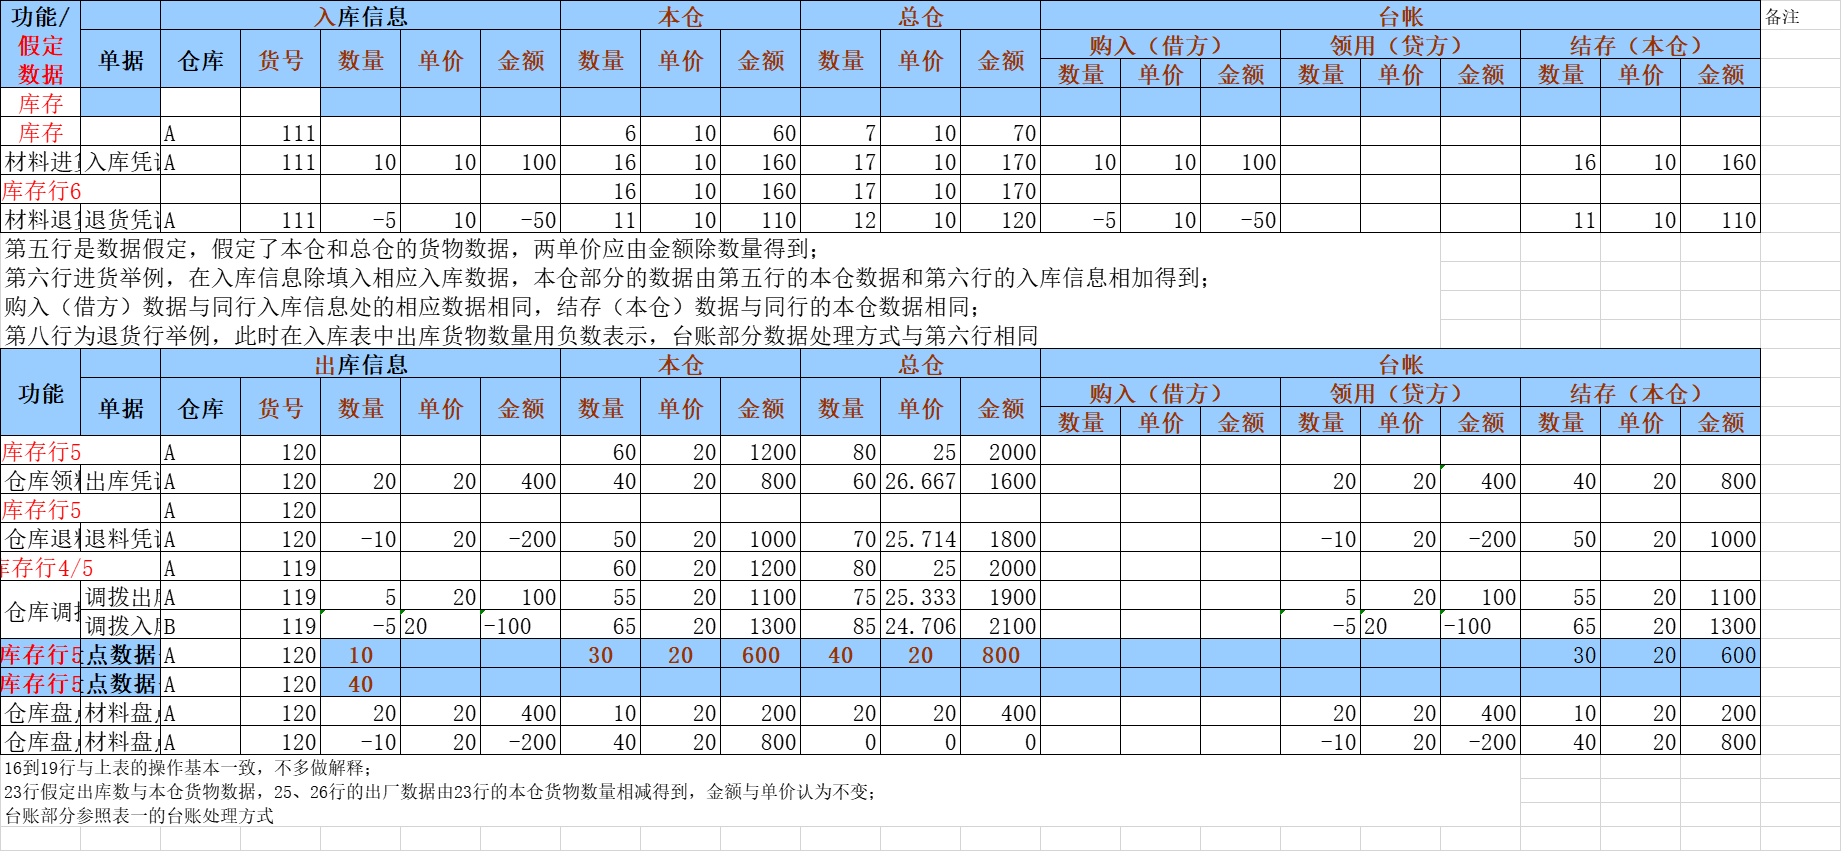 功能/ 入库信息 本仓 总仓 台帐 备注
假定 单据 仓库 货号 数量 单价 金额 数量 单价 金额 数量 单价 金额 购入（借方） 领用（贷方） 结存（本仓）
数据 数量 单价 金额 数量 单价 金额 数量 单价 金额
库存
库存 A 111 6 10 60 7 10 70
材料进 入库凭 A 111 10 10 100 16 10 160 17 10 170 10 10 100 16 10 160
库存行6 16 10 160 17 10 170
材料退 退货凭 A 111 -5 10 -50 11 10 110 12 10 120 -5 10 -50 11 10 110
第五行是数据假定，假定了本仓和总仓的货物数据，两单价应由金额除数量得到；
第六行进货举例，在入库信息除填入相应入库数据，本仓部分的数据由第五行的本仓数据和第六行的入库信息相加得到；
购入（借方）数据与同行入库信息处的相应数据相同，结存（本仓）数据与同行的本仓数据相同；
第八行为退货行举例，此时在入库表中出库货物数量用负数表示，台账部分数据处理方式与第六行相同
功能 出库信息 本仓 总仓 台帐
单据 仓库 货号 数量 单价 金额 数量 单价 金额 数量 单价 金额 购入（借方） 领用（贷方） 结存（本仓）
数量 单价 金额 数量 单价 金额 数量 单价 金额
库存行5 A 120 60 20 1200 80 25 2000
仓库领 出库凭 A 120 20 20 400 40 20 800 60 26.667 1600 20 20 400 40 20 800
库存行5 A 120
仓库退 退料凭 A 120 -10 20 -200 50 20 1000 70 25.714 1800 -10 20 -200 50 20 1000
库存行4/5 A 119 60 20 1200 80 25 2000
仓库调 调拨出 A 119 5 20 100 55 20 1100 75 25.333 1900 5 20 100 55 20 1100
调拨入 B 119 -5 20 -100 65 20 1300 85 24.706 2100 -5 20 -100 65 20 1300
库存行5 点数据 A 120 10 30 20 600 40 20 800 30 20 600
库存行5 点数据 A 120 40
仓库盘 材料盘 A 120 20 20 400 10 20 200 20 20 400 20 20 400 10 20 200
仓库盘 材料盘 A 120 -10 20 -200 40 20 800 0 0 0 -10 20 -200 40 20 800
16到19行与上表的操作基本一致，不多做解释；
23行假定出库数与本仓货物数据，25、26行的出厂数据由23行的本仓货物数量相减得到，金额与单价认为不变；
台账部分参照表一的台账处理方式